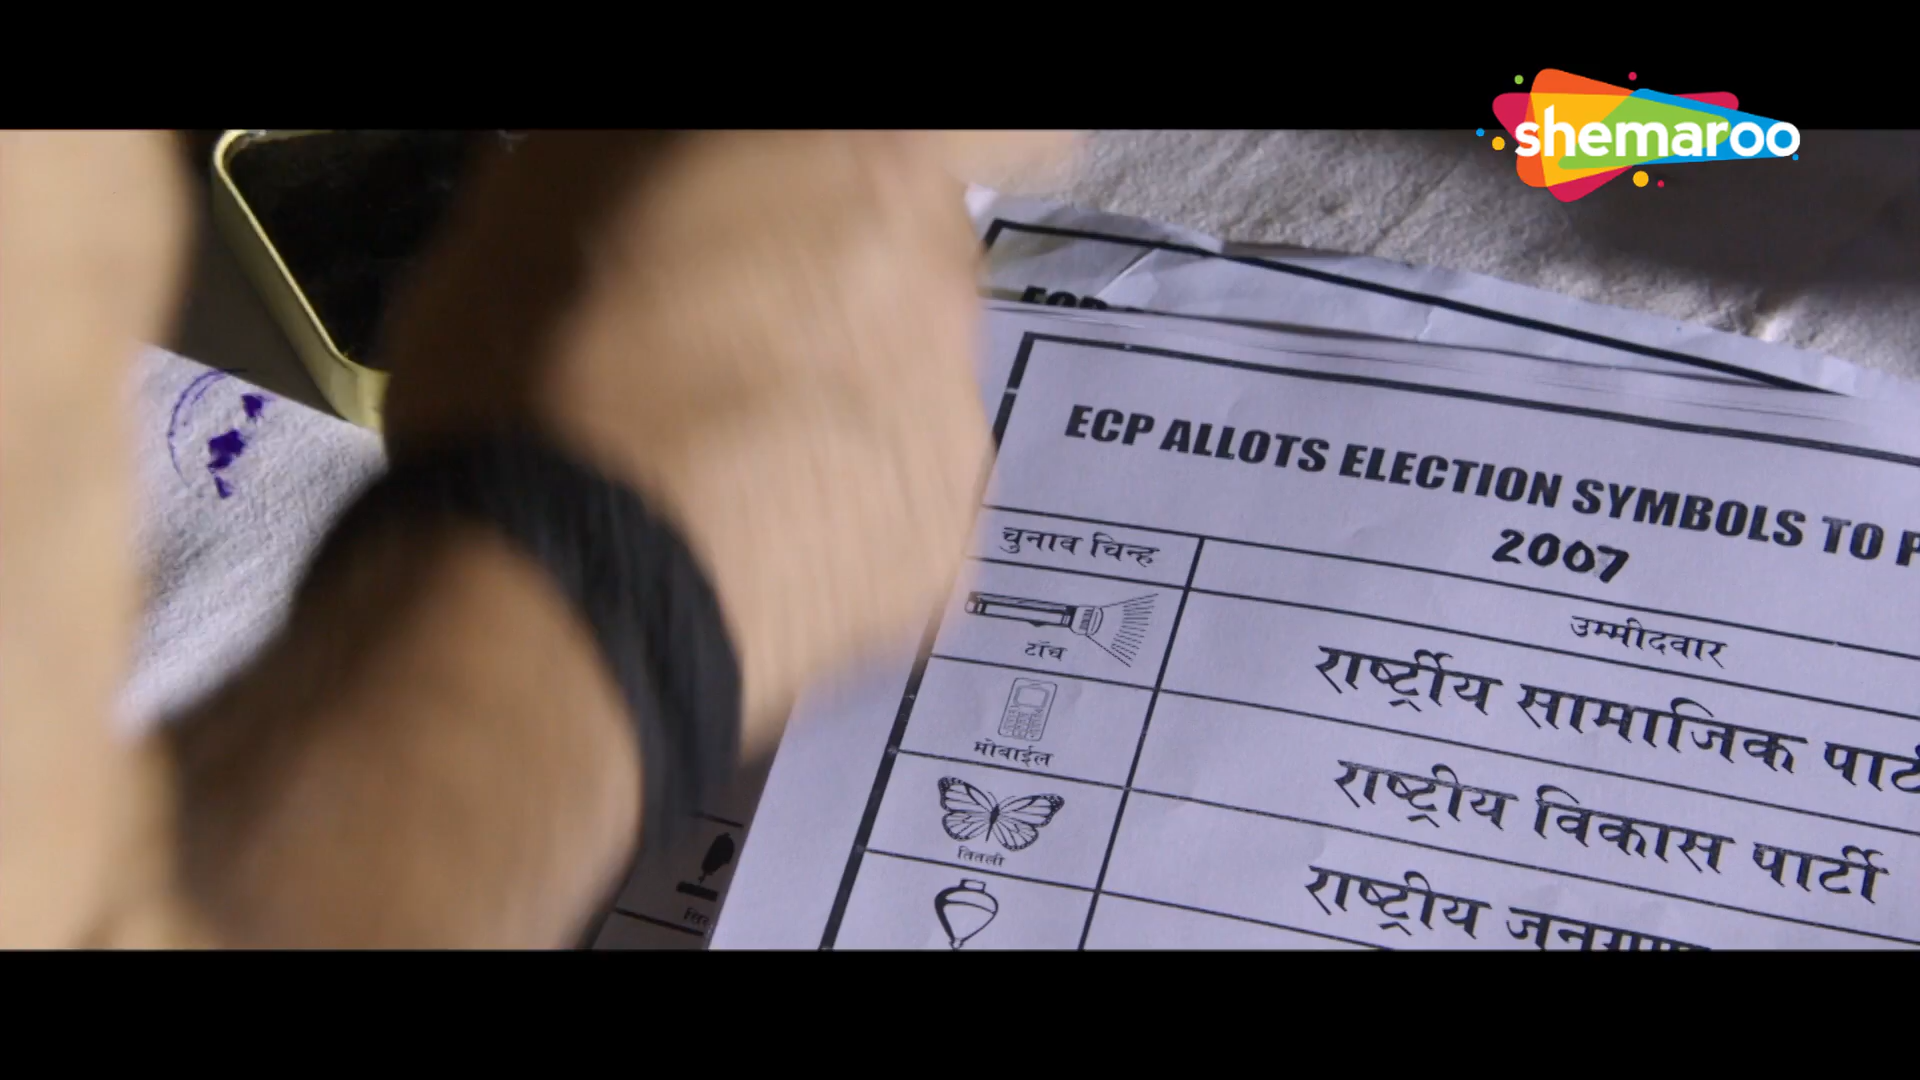 shemaroo
ECP ALLOTS ELECTION SYMBOLS TO
2007
चुनाव चिन्ह
उम्मीदवार
टॉर्च
राष्ट्रीय सामाजिक
मोबाईल
राष्ट्रीय विकास पार्टी
तितली
राष्ट्रीय